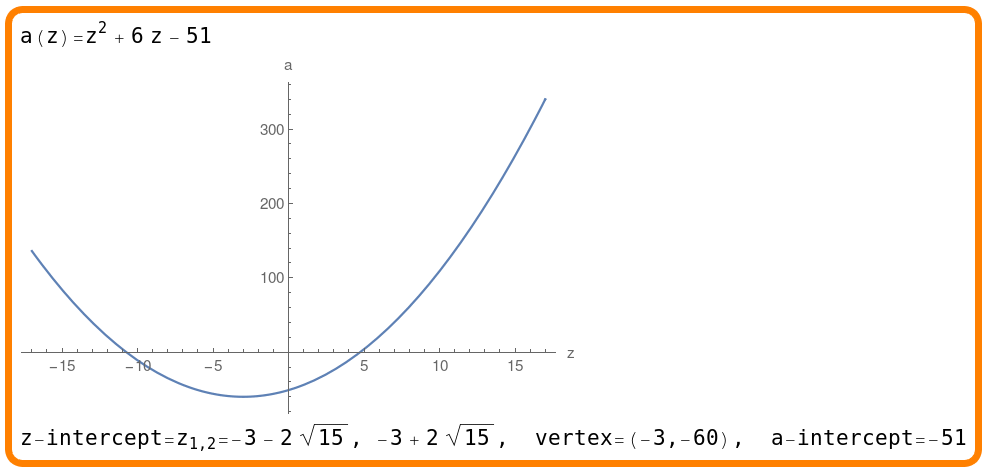 a(z)=z² + 6 z − 51
a
300
200
100
−15 −10 −5 5 10 15 z
z−intercept=z₁,₂=−3 − 2 √15, −3 + 2 √15, vertex=(−3,−60), a−intercept=−51